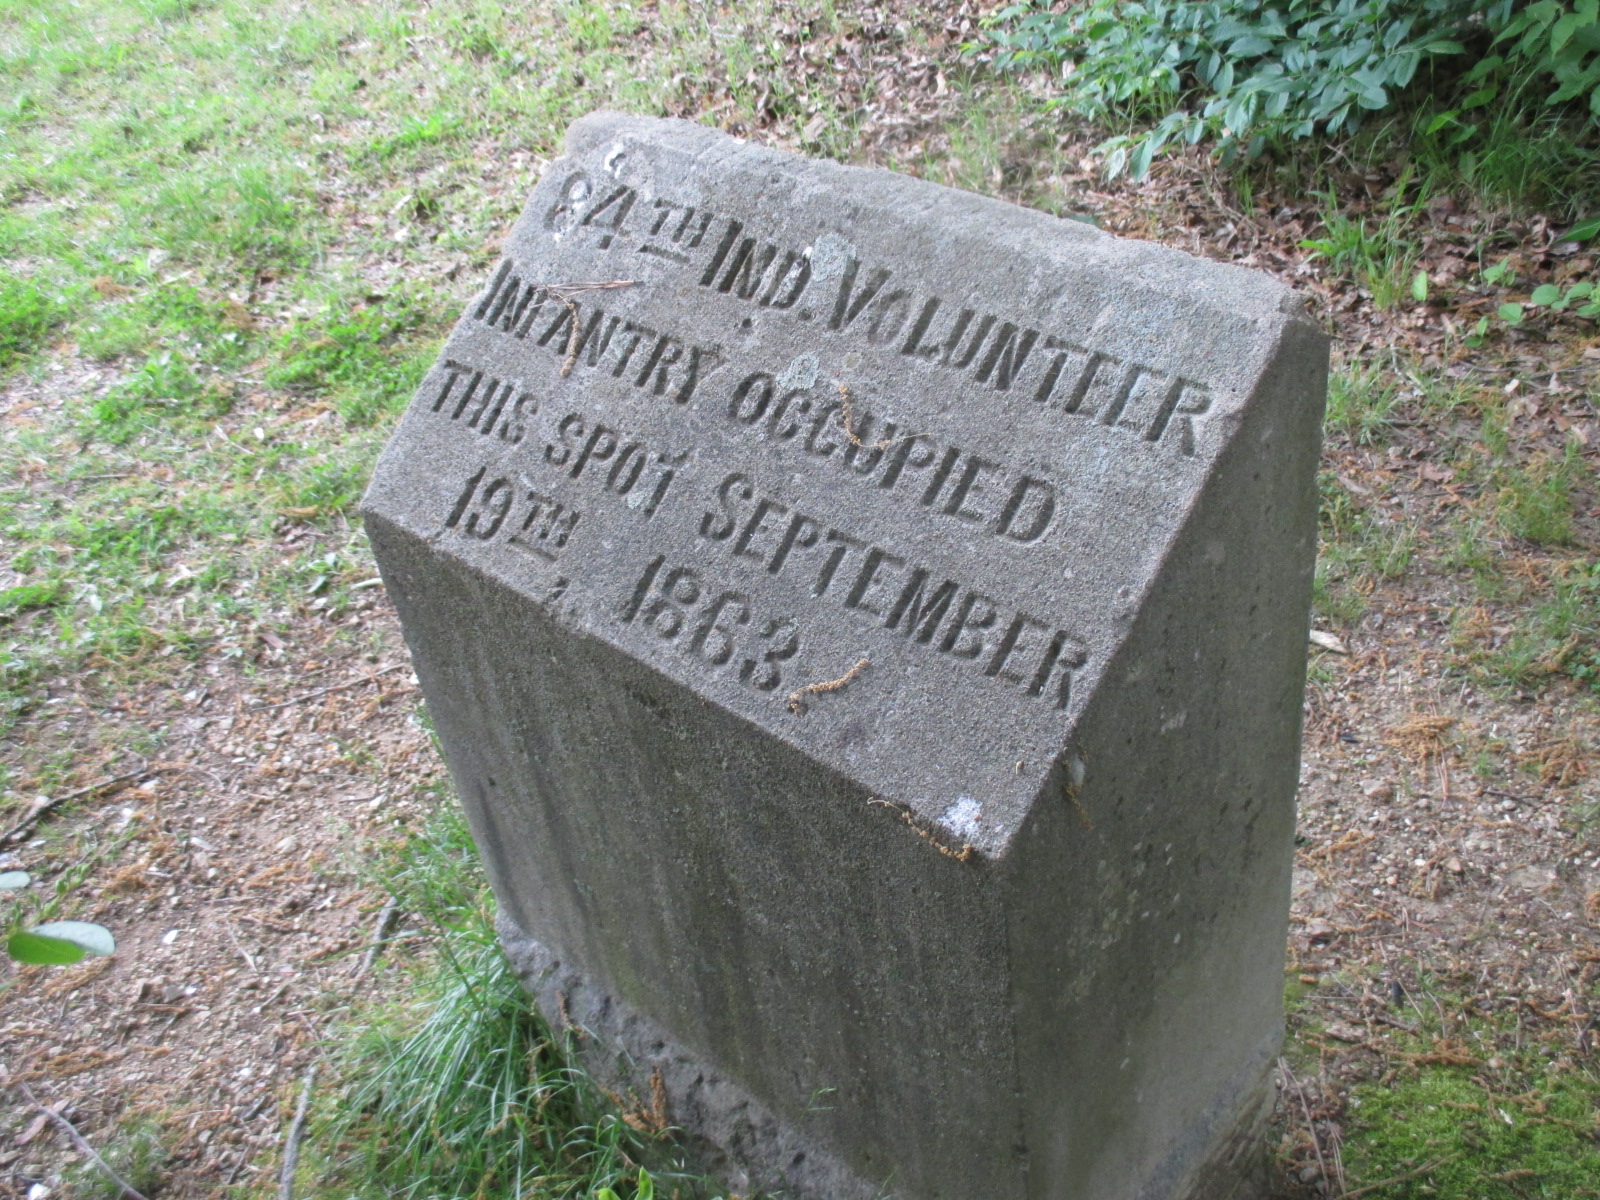 84TH IND. VOLUNTEER
INFANTRY OCCUPIED
THIS SPOT SEPTEMBER
19TH, 1863